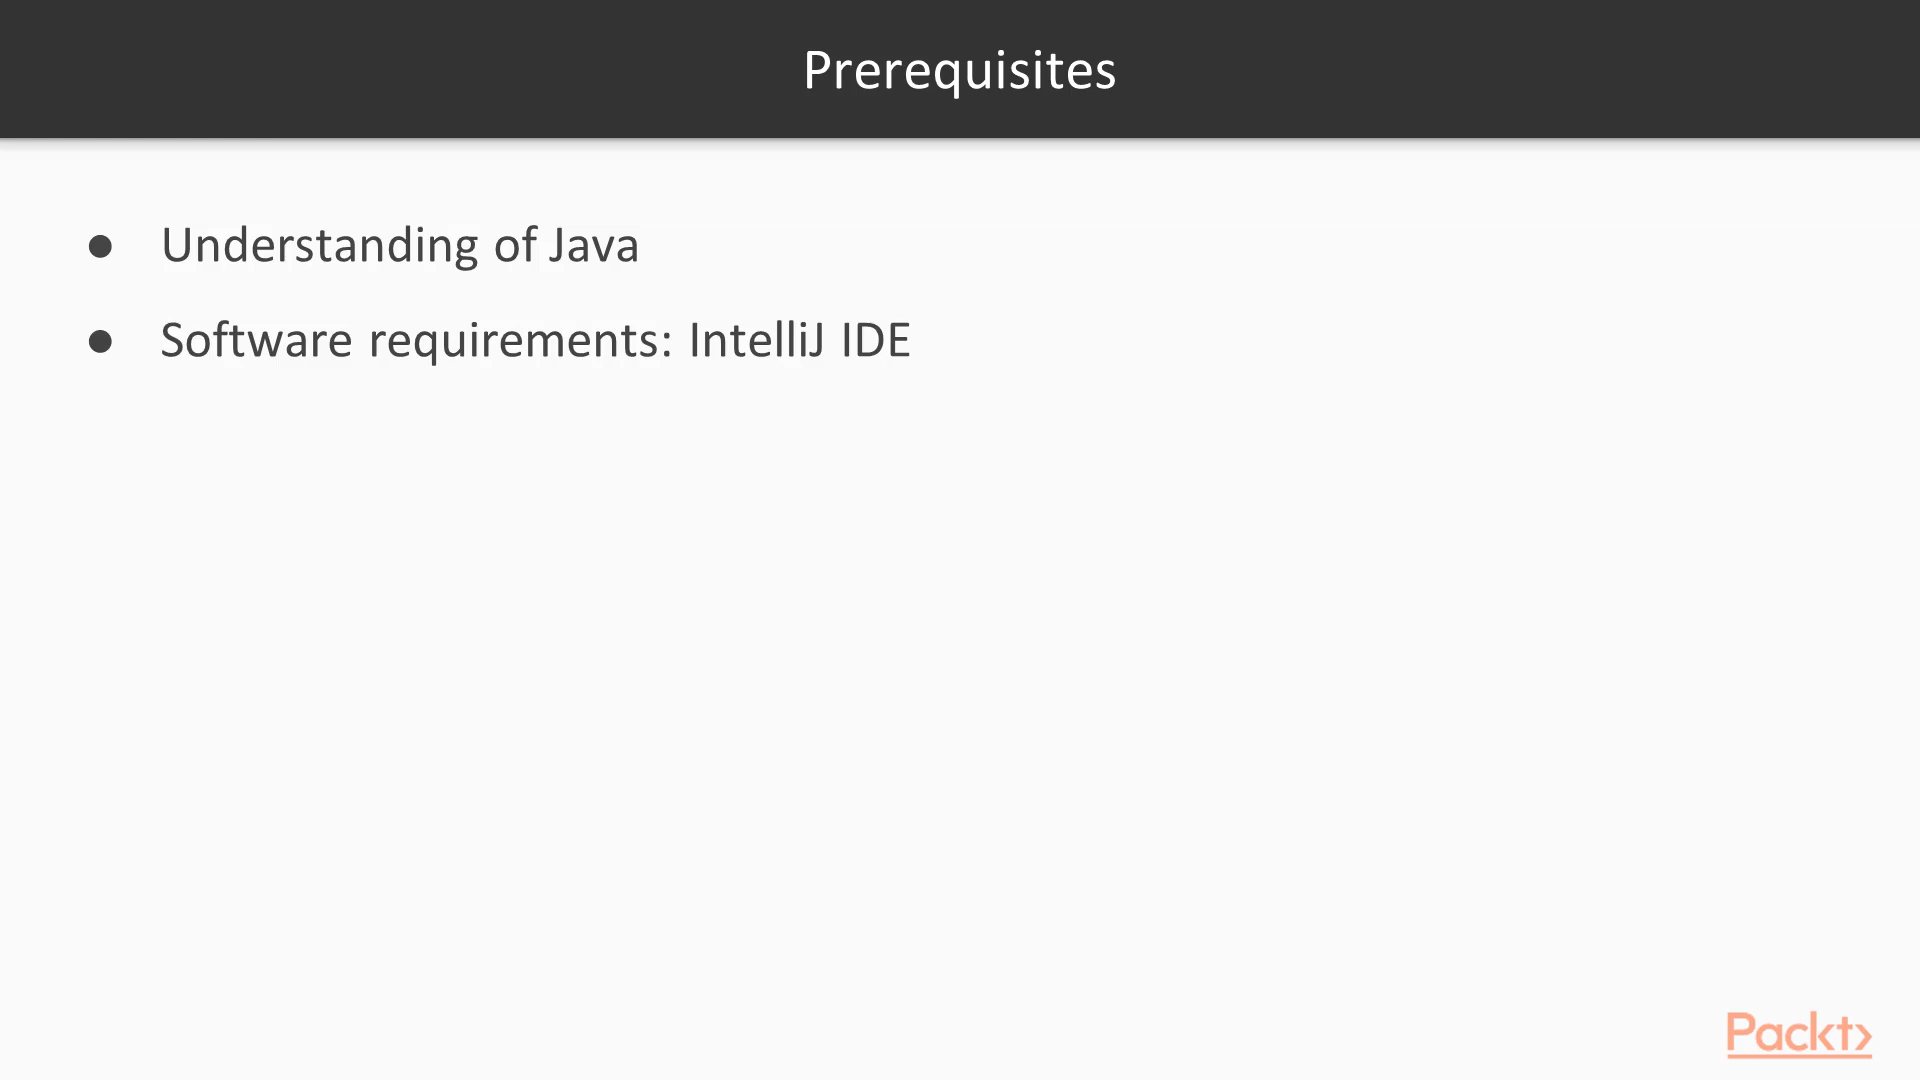 Prerequisites
● Understanding of Java
● Software requirements: IntelliJ IDE
Packt>